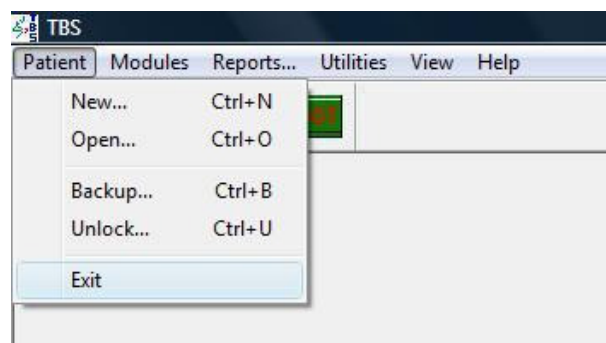 TBS
Patient Modules Reports... Utilities View Help
New... Ctrl+N
Open... Ctrl+O
Backup... Ctrl+B
Unlock... Ctrl+U
Exit